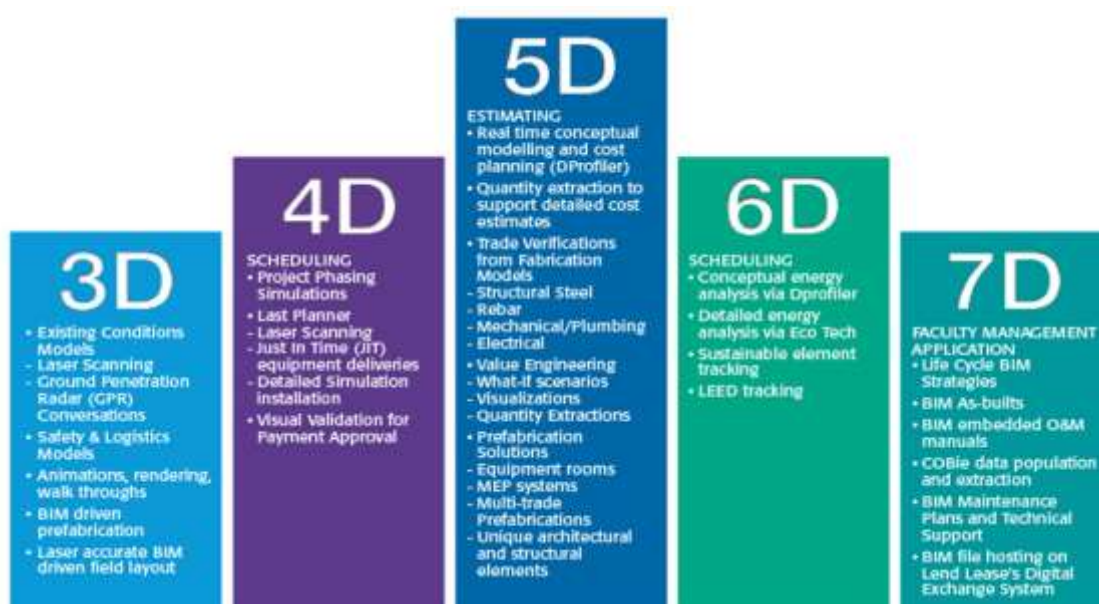 3D
• Existing Conditions
Models
- Laser Scanning
- Ground Penetration
Radar (GPR)
Conversations
• Safety & Logistics
Models
• Animations, rendering,
walk throughs
• BIM driven
prefabrication
• Laser accurate BIM
driven field layout
4D
SCHEDULING
• Project Phasing
Simulations
• Last Planner
- Laser Scanning
- Just In Time (JIT)
equipment deliveries
- Detailed Simulation
installation
• Visual Validation for
Payment Approval
5D
ESTIMATING
• Real time conceptual
modelling and cost
planning (DProfiler)
• Quantity extraction to
support detailed cost
estimates
• Trade Verifications
from Fabrication
Models
- Structural Steel
- Rebar
- Mechanical/Plumbing
- Electrical
• Value Engineering
- What-if scenarios
- Visualizations
- Quantity Extractions
• Prefabrication
Solutions
- Equipment rooms
- MEP systems
- Multi-trade
Prefabrications
- Unique architectural
and structural
elements
6D
SCHEDULING
• Conceptual energy
analysis via Dprofiler
• Detailed energy
analysis via Eco Tech
• Sustainable element
tracking
• LEED tracking
7D
FACULTY MANAGEMENT
APPLICATION
• Life Cycle BIM
Strategies
• BIM As-builts
• BIM embedded O&M
manuals
• COBie data population
and extraction
• BIM Maintenance
Plans and Technical
Support
• BIM file hosting on
Lend Lease's Digital
Exchange System